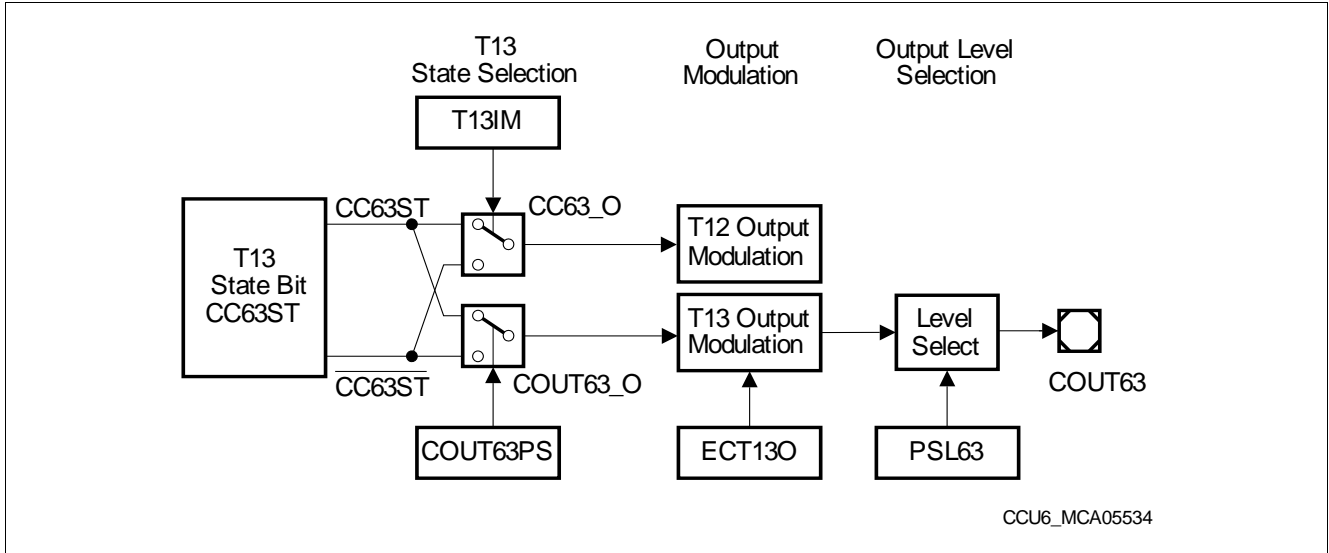 T13
State Selection
Output
Modulation
Output Level
Selection
T13IM
CC63ST
CC63_O
T13
State Bit
CC63ST
T12 Output
Modulation
T13 Output
Modulation
Level
Select
COUT63
CC63ST
COUT63_O
COUT63PS
ECT13O
PSL63
CCU6_MCA05534